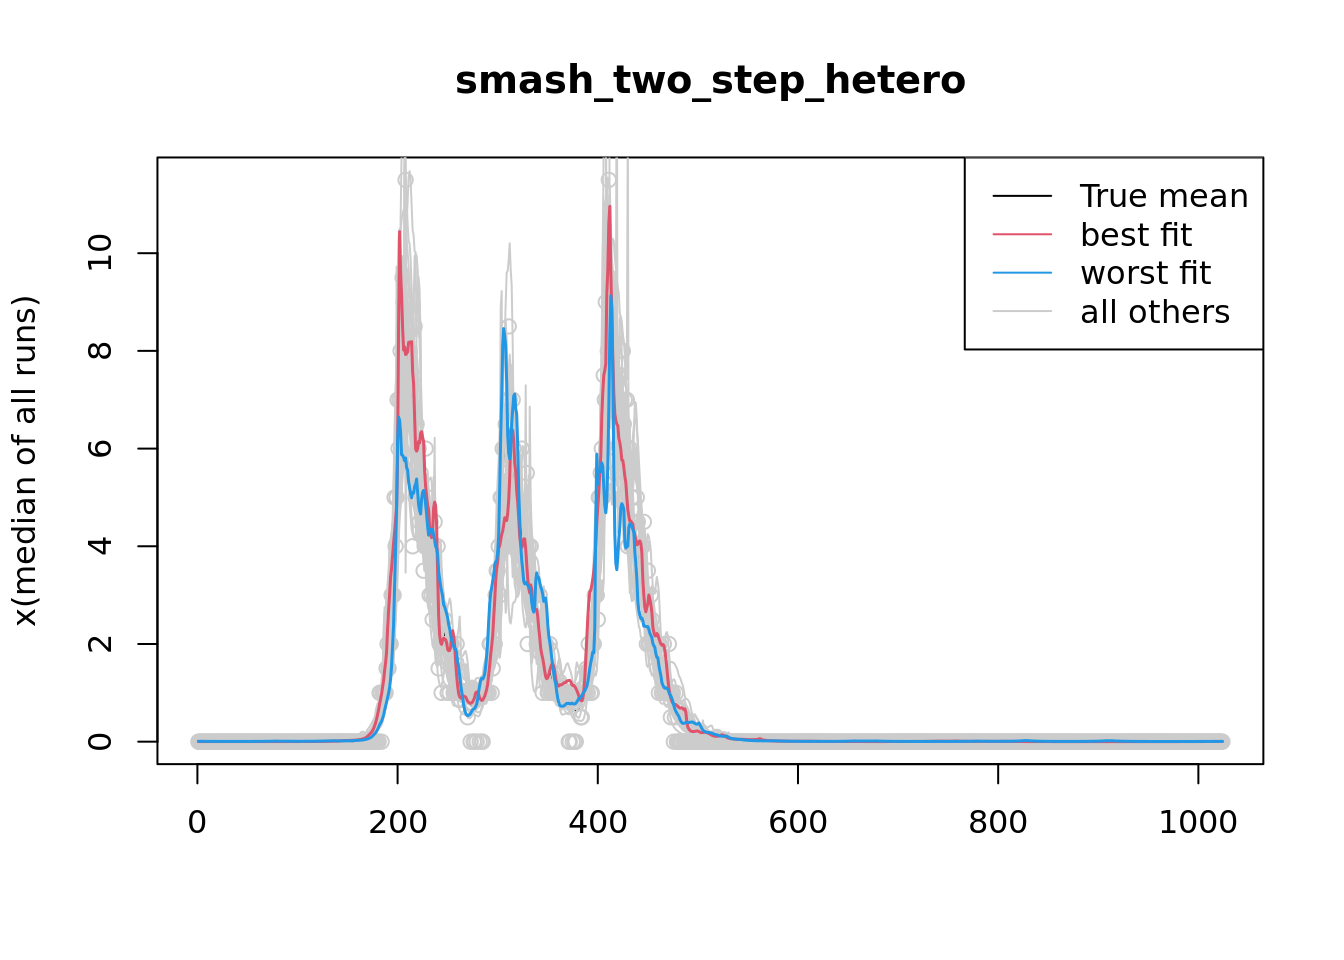 smash_two_step_hetero
True mean
best fit
worst fit
all others
x(median of all runs)
10
8
6
4
2
0
0 200 400 600 800 1000